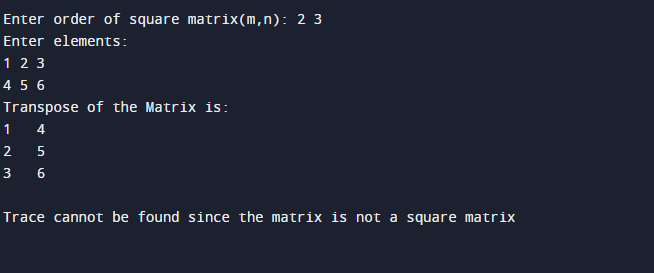 Enter order of square matrix(m,n): 2 3
Enter elements:
1 2 3
4 5 6
Transpose of the Matrix is:
1   4
2   5
3   6
Trace cannot be found since the matrix is not a square matrix